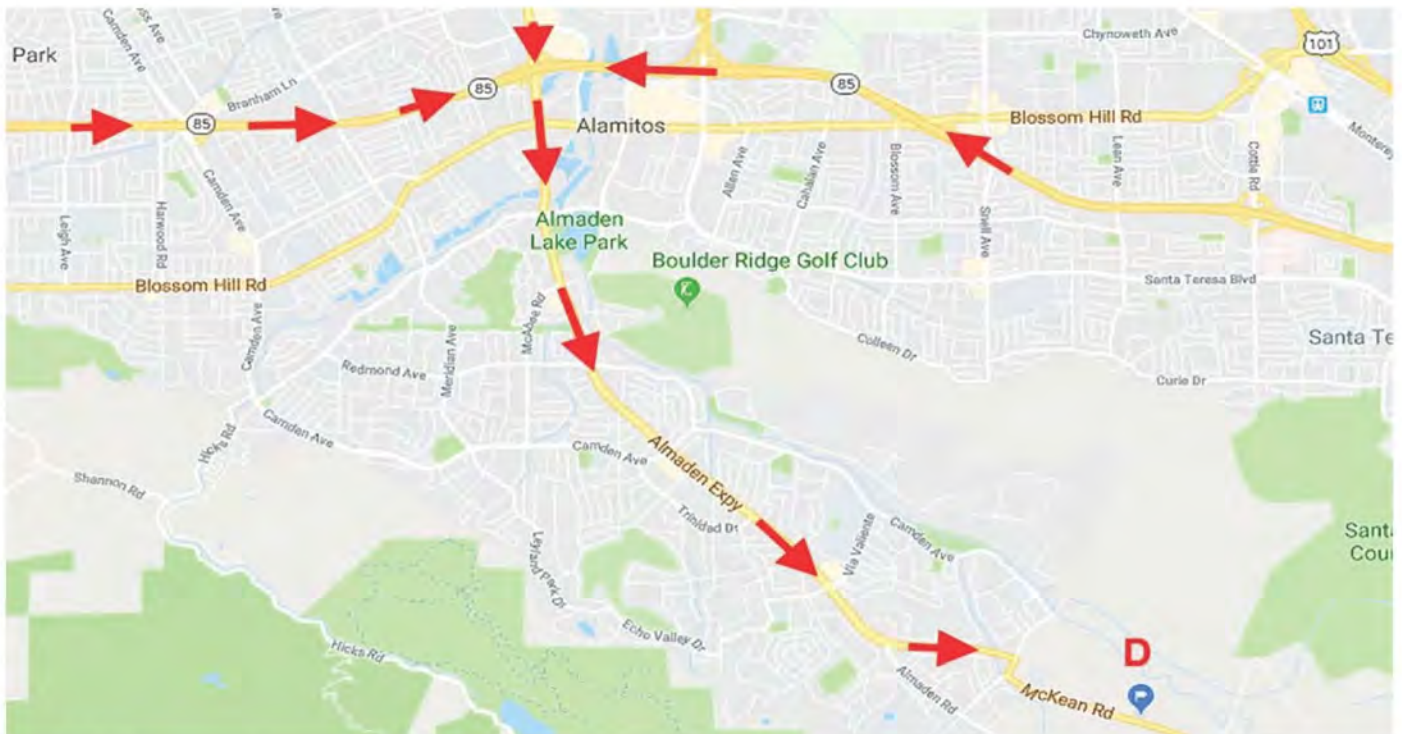 Park
Camden Ave
Branham Ln
85
85
85
Chynoweth Ave
101
Alamitos
Blossom Hill Rd
Monterey
Leigh Ave
Harwood Rd
Camden Ave
Allen Ave
Cahalan Ave
Blossom Ave
Snell Ave
Lean Ave
Cottle Rd
Almaden
Lake Park
Boulder Ridge Golf Club
Blossom Hill Rd
Santa Teresa Blvd
Camden Ave
McAbee Rd
Meridian Ave
Redmond Ave
Colleen Dr
Santa Te
Curie Dr
Hicks Rd
Camden Ave
Camden Ave
Almaden Expy
Shannon Rd
Trinidad Dr
Via Valiente
Camden Ave
Santa
Cou
Leyland Park Dr
Echo Valley Dr
Hicks Rd
Almaden Rd
D
McKean Rd